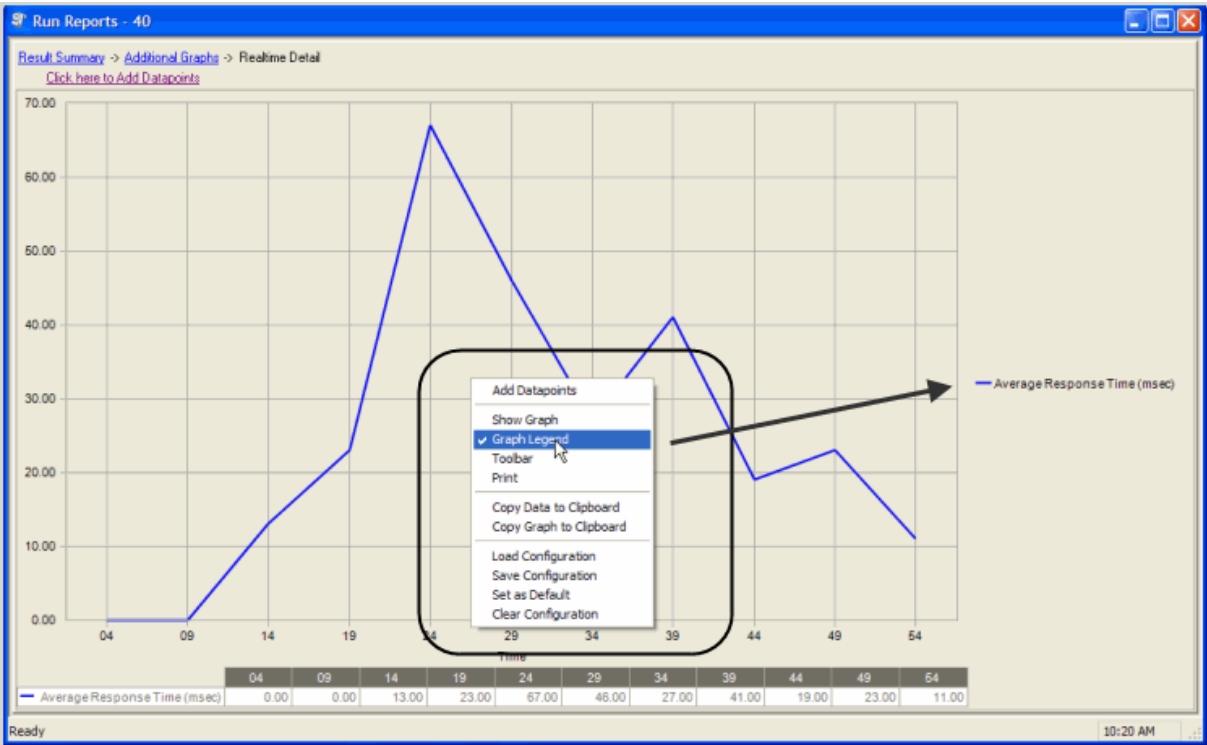 Run Reports - 40
Result Summary -> Additional Graphs -> Realtime Detail
Click here to Add Datapoints
70.00
60.00
50.00
40.00
30.00
20.00
10.00
0.00
Add Datapoints
Show Graph
Graph Legend
Toolbar
Print
Copy Data to Clipboard
Copy Graph to Clipboard
Load Configuration
Save Configuration
Set as Default
Clear Configuration
Average Response Time (msec)
04 09 14 19 24 29 34 39 44 49 54
Time
04 09 14 19 24 29 34 39 44 49 54
Average Response Time (msec) 0.00 0.00 13.00 23.00 67.00 46.00 27.00 41.00 19.00 23.00 11.00
Ready 10:20 AM